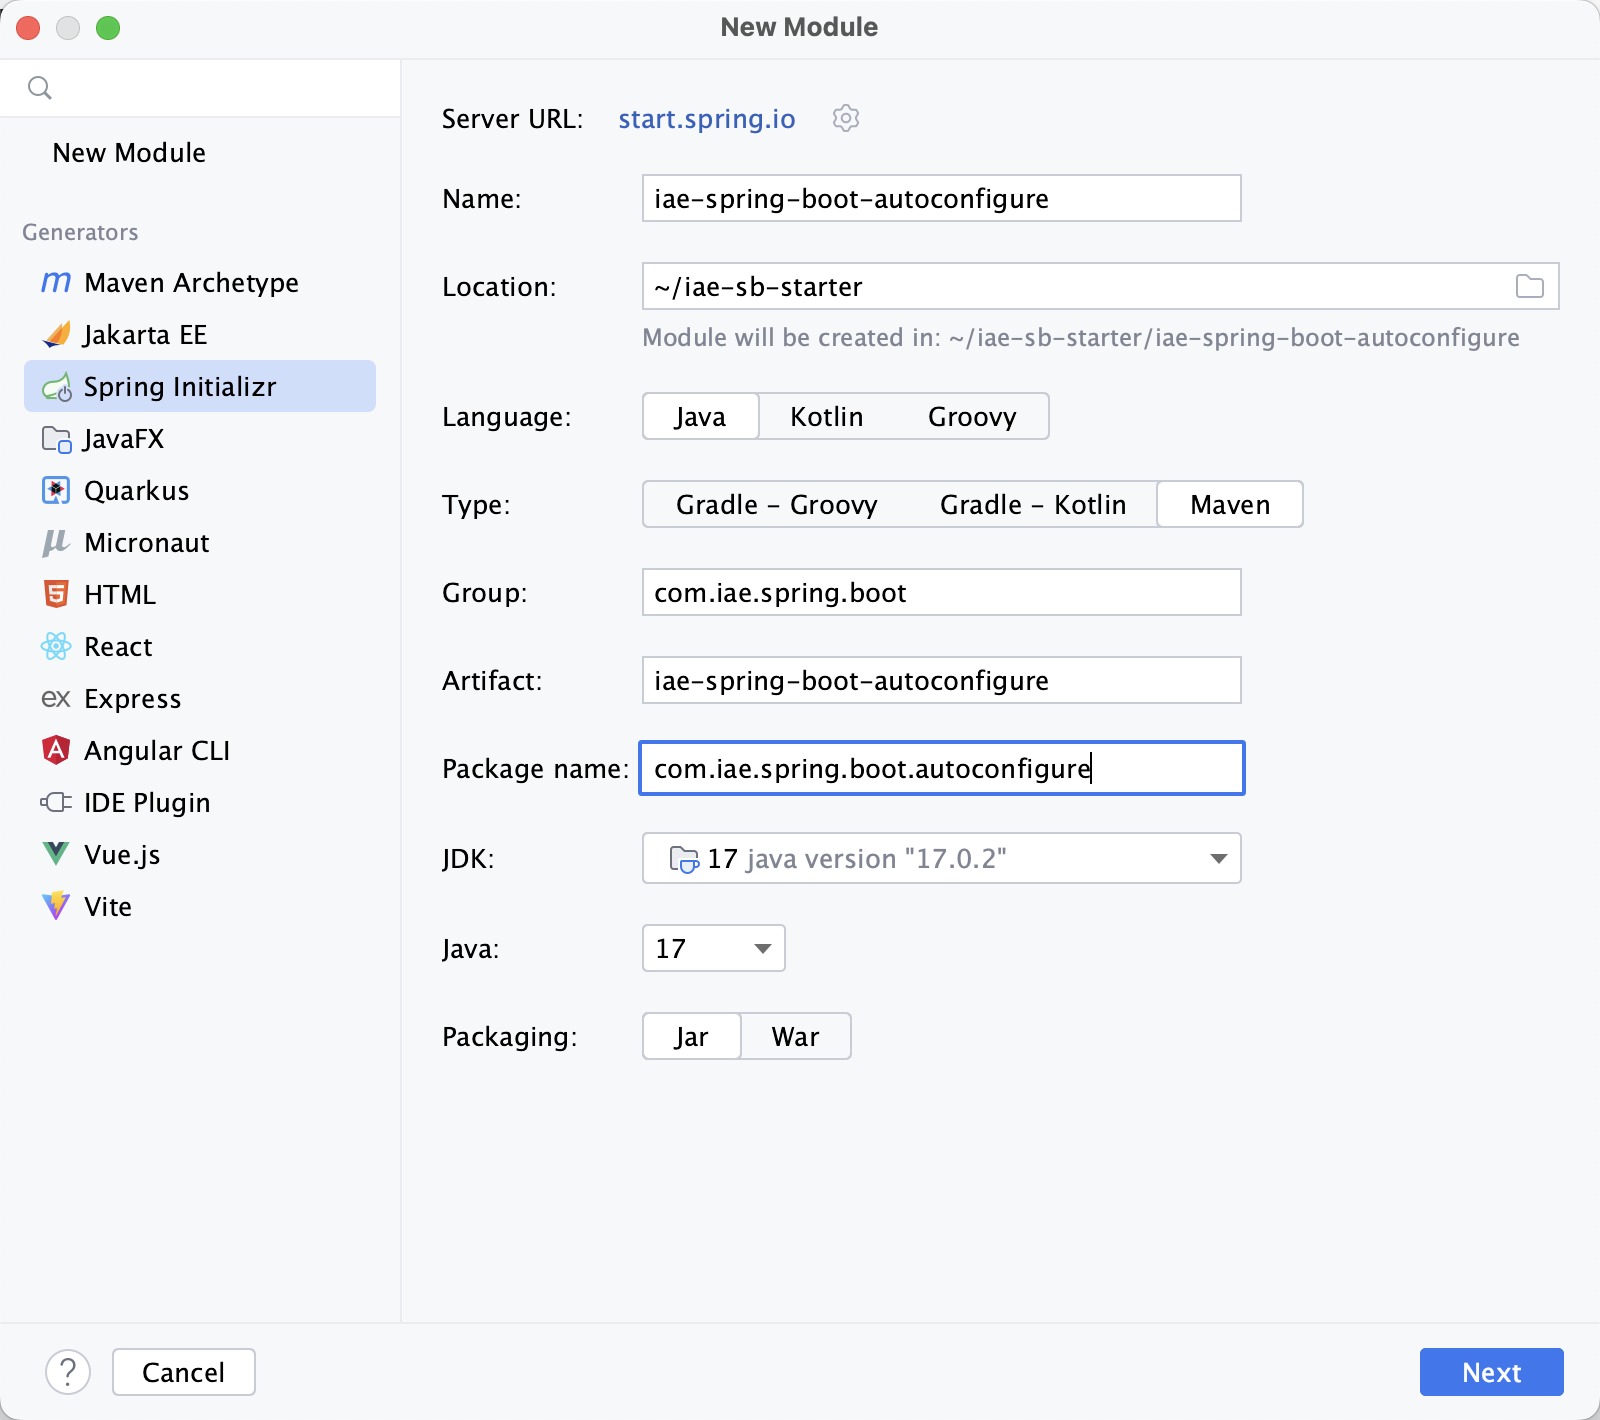 New Module
New Module
Generators
Maven Archetype
Jakarta EE
Spring Initializr
JavaFX
Quarkus
Micronaut
HTML
React
ex Express
Angular CLI
IDE Plugin
Vue.js
Vite
Server URL: start.spring.io
Name: iae-spring-boot-autoconfigure
Location: ~/iae-sb-starter
Module will be created in: ~/iae-sb-starter/iae-spring-boot-autoconfigure
Language: Java Kotlin Groovy
Type: Gradle – Groovy Gradle – Kotlin Maven
Group: com.iae.spring.boot
Artifact: iae-spring-boot-autoconfigure
Package name: com.iae.spring.boot.autoconfigure
JDK: 17 java version "17.0.2"
Java: 17
Packaging: Jar War
? Cancel Next